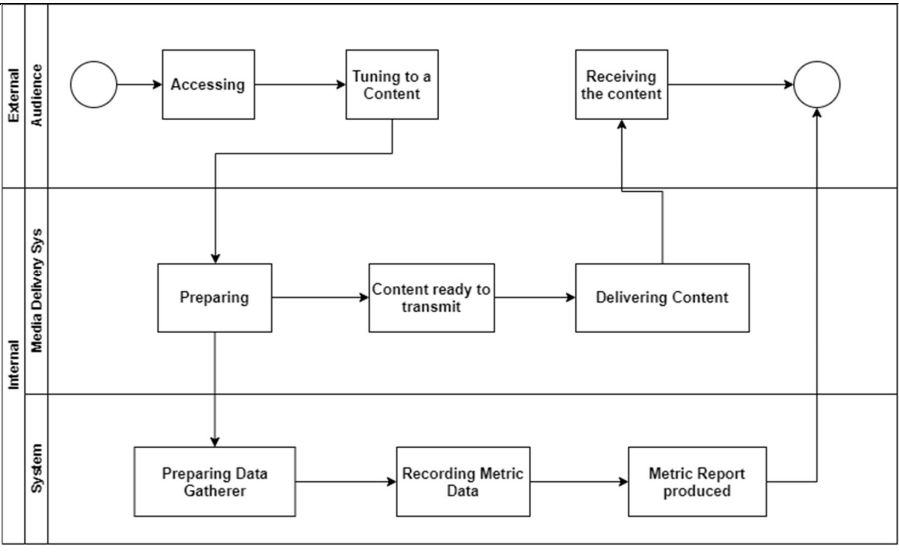 External
Audience
Accessing
Tuning to a
Content
Receiving
the content
Internal
Media Delivery Sys
Preparing
Content ready to
transmit
Delivering Content
System
Preparing Data
Gatherer
Recording Metric
Data
Metric Report
produced